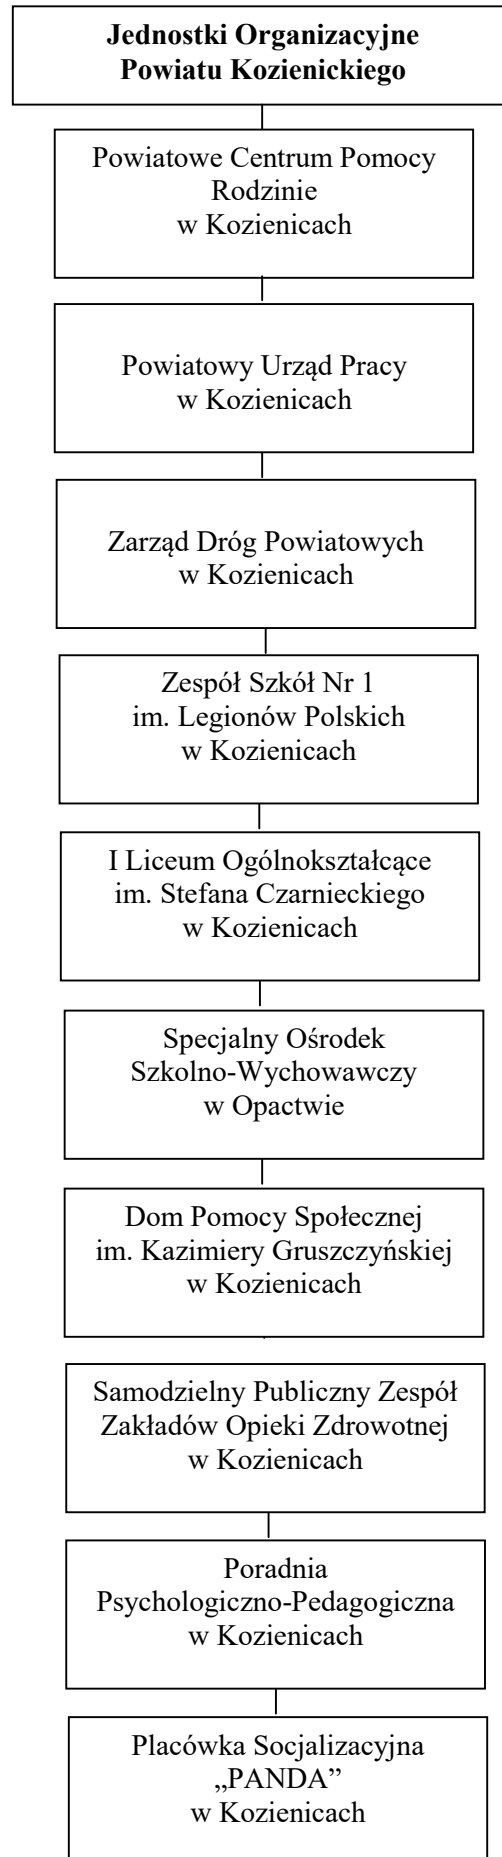 Jednostki Organizacyjne
Powiatu Kozienickiego
Powiatowe Centrum Pomocy
Rodzinie
w Kozienicach
Powiatowy Urząd Pracy
w Kozienicach
Zarząd Dróg Powiatowych
w Kozienicach
Zespół Szkół Nr 1
im. Legionów Polskich
w Kozienicach
I Liceum Ogólnokształcące
im. Stefana Czarnieckiego
w Kozienicach
Specjalny Ośrodek
Szkolno-Wychowawczy
w Opactwie
Dom Pomocy Społecznej
im. Kazimiery Gruszczyńskiej
w Kozienicach
Samodzielny Publiczny Zespół
Zakładów Opieki Zdrowotnej
w Kozienicach
Poradnia
Psychologiczno-Pedagogiczna
w Kozienicach
Placówka Socjalizacyjna
„PANDA”
w Kozienicach